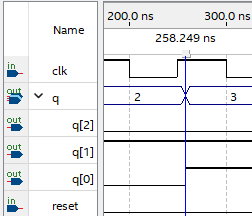 Name
200.0 ns
300.0 ns
258.249 ns
in
clk
out
q
2
3
out
q[2]
out
q[1]
out
q[0]
in
reset